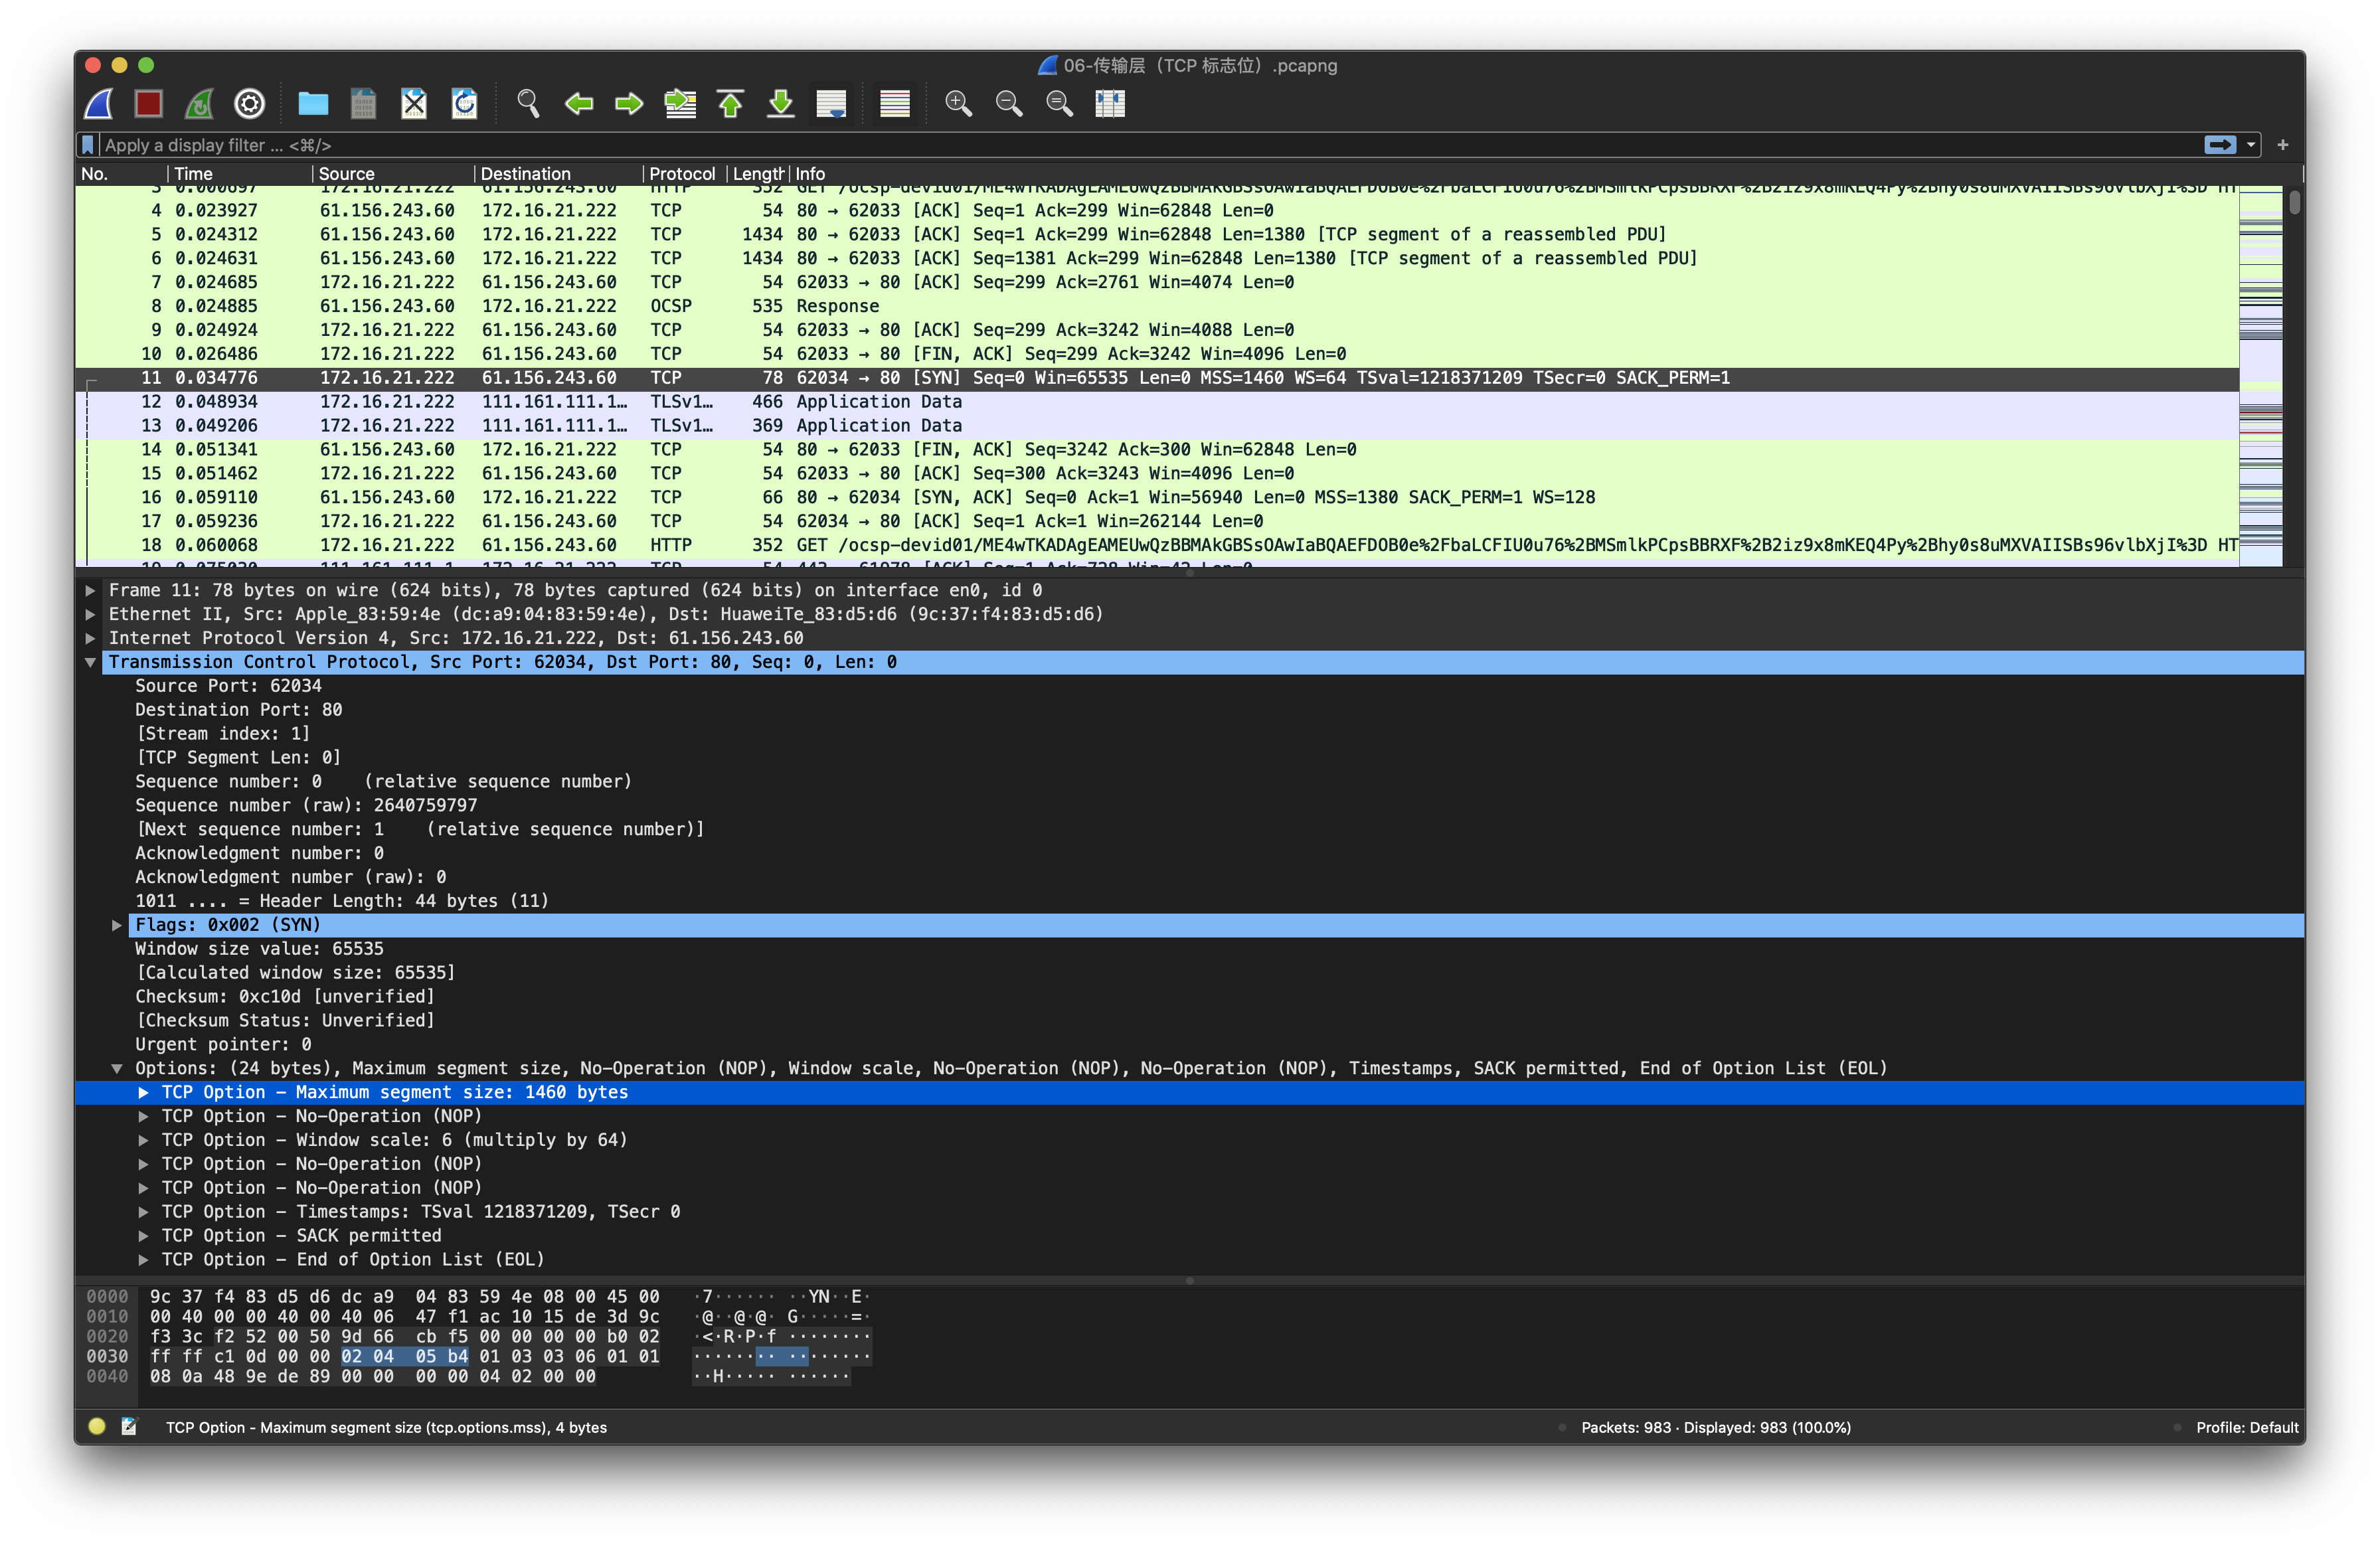 06-传输层（TCP 标志位）.pcapng
Apply a display filter ... <⌘/>
No. Time Source Destination Protocol Length Info
3 0.000697 172.16.21.222 61.156.243.60 HTTP 352 GET /ocsp-devid01/ME4wTKADAgEAMEUwQzBBMAkGBSsOAwIaBQAEFDOB0e%2FbaLCFIU0u76%2BMSmlkPCpsBBRXF%2B2iz9x8mKEQ4Py%2Bhy0s8uMXVAIISBs96vlbXjI%3D HT
4 0.023927 61.156.243.60 172.16.21.222 TCP 54 80 → 62033 [ACK] Seq=1 Ack=299 Win=62848 Len=0
5 0.024312 61.156.243.60 172.16.21.222 TCP 1434 80 → 62033 [ACK] Seq=1 Ack=299 Win=62848 Len=1380 [TCP segment of a reassembled PDU]
6 0.024631 61.156.243.60 172.16.21.222 TCP 1434 80 → 62033 [ACK] Seq=1381 Ack=299 Win=62848 Len=1380 [TCP segment of a reassembled PDU]
7 0.024685 172.16.21.222 61.156.243.60 TCP 54 62033 → 80 [ACK] Seq=299 Ack=2761 Win=4074 Len=0
8 0.024885 61.156.243.60 172.16.21.222 OCSP 535 Response
9 0.024924 172.16.21.222 61.156.243.60 TCP 54 62033 → 80 [ACK] Seq=299 Ack=3242 Win=4088 Len=0
10 0.026486 172.16.21.222 61.156.243.60 TCP 54 62033 → 80 [FIN, ACK] Seq=299 Ack=3242 Win=4096 Len=0
11 0.034776 172.16.21.222 61.156.243.60 TCP 78 62034 → 80 [SYN] Seq=0 Win=65535 Len=0 MSS=1460 WS=64 TSval=1218371209 TSecr=0 SACK_PERM=1
12 0.048934 172.16.21.222 111.161.111.1… TLSv1… 466 Application Data
13 0.049206 172.16.21.222 111.161.111.1… TLSv1… 369 Application Data
14 0.051341 61.156.243.60 172.16.21.222 TCP 54 80 → 62033 [FIN, ACK] Seq=3242 Ack=300 Win=62848 Len=0
15 0.051462 172.16.21.222 61.156.243.60 TCP 54 62033 → 80 [ACK] Seq=300 Ack=3243 Win=4096 Len=0
16 0.059110 61.156.243.60 172.16.21.222 TCP 66 80 → 62034 [SYN, ACK] Seq=0 Ack=1 Win=56940 Len=0 MSS=1380 SACK_PERM=1 WS=128
17 0.059236 172.16.21.222 61.156.243.60 TCP 54 62034 → 80 [ACK] Seq=1 Ack=1 Win=262144 Len=0
18 0.060068 172.16.21.222 61.156.243.60 HTTP 352 GET /ocsp-devid01/ME4wTKADAgEAMEUwQzBBMAkGBSsOAwIaBQAEFDOB0e%2FbaLCFIU0u76%2BMSmlkPCpsBBRXF%2B2iz9x8mKEQ4Py%2Bhy0s8uMXVAIISBs96vlbXjI%3D HT
Frame 11: 78 bytes on wire (624 bits), 78 bytes captured (624 bits) on interface en0, id 0
Ethernet II, Src: Apple_83:59:4e (dc:a9:04:83:59:4e), Dst: HuaweiTe_83:d5:d6 (9c:37:f4:83:d5:d6)
Internet Protocol Version 4, Src: 172.16.21.222, Dst: 61.156.243.60
Transmission Control Protocol, Src Port: 62034, Dst Port: 80, Seq: 0, Len: 0
Source Port: 62034
Destination Port: 80
[Stream index: 1]
[TCP Segment Len: 0]
Sequence number: 0 (relative sequence number)
Sequence number (raw): 2640759797
[Next sequence number: 1 (relative sequence number)]
Acknowledgment number: 0
Acknowledgment number (raw): 0
1011 .... = Header Length: 44 bytes (11)
Flags: 0x002 (SYN)
Window size value: 65535
[Calculated window size: 65535]
Checksum: 0xc10d [unverified]
[Checksum Status: Unverified]
Urgent pointer: 0
Options: (24 bytes), Maximum segment size, No-Operation (NOP), Window scale, No-Operation (NOP), No-Operation (NOP), Timestamps, SACK permitted, End of Option List (EOL)
TCP Option – Maximum segment size: 1460 bytes
TCP Option – No-Operation (NOP)
TCP Option – Window scale: 6 (multiply by 64)
TCP Option – No-Operation (NOP)
TCP Option – No-Operation (NOP)
TCP Option – Timestamps: TSval 1218371209, TSecr 0
TCP Option – SACK permitted
TCP Option – End of Option List (EOL)
0000 9c 37 f4 83 d5 d6 dc a9 04 83 59 4e 08 00 45 00 ·7······ ··YN··E·
0010 00 40 00 00 40 00 40 06 47 f1 ac 10 15 de 3d 9c ·@··@·@· G·····=·
0020 f3 3c f2 52 00 50 9d 66 cb f5 00 00 00 00 b0 02 ·<·R·P·f ········
0030 ff ff c1 0d 00 00 02 04 05 b4 01 03 03 06 01 01 ········ ········
0040 08 0a 48 9e de 89 00 00 00 00 04 02 00 00 ··H····· ······
TCP Option - Maximum segment size (tcp.options.mss), 4 bytes
Packets: 983 · Displayed: 983 (100.0%)
Profile: Default